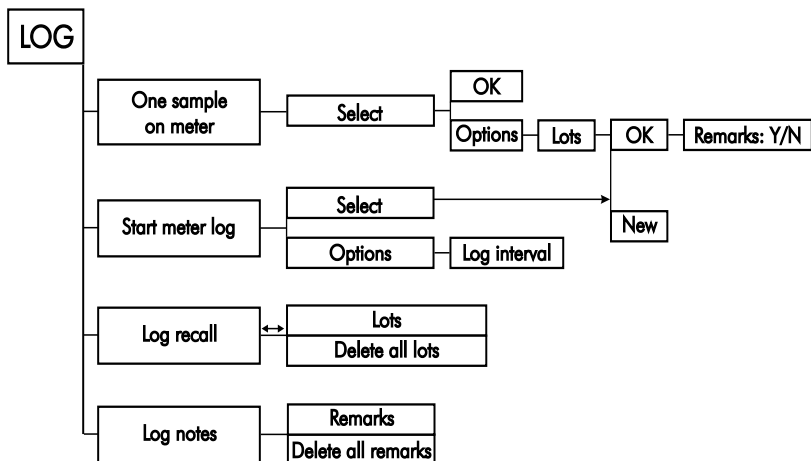 LOG
One sample
on meter
Select
OK
Options
Lots
OK
Remarks: Y/N
New
Start meter log
Select
Options
Log interval
Log recall
Lots
Delete all lots
Log notes
Remarks
Delete all remarks